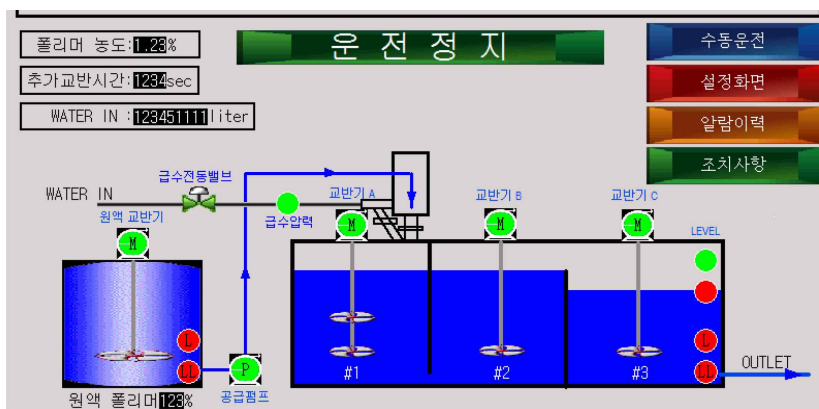 폴리머 농도:1.23%
운 전 정 지
수동운전
추가교반시간:1234sec
설정화면
WATER IN :123451111liter
알람이력
조치사항
급수전동밸브
WATER IN
교반기 A
교반기 B
교반기 C
원액 교반기
급수압력
LEVEL
M
M
M
M
L
L
LL
P
#1
#2
#3
LL
OUTLET
원액 폴리머123%
공급펌프